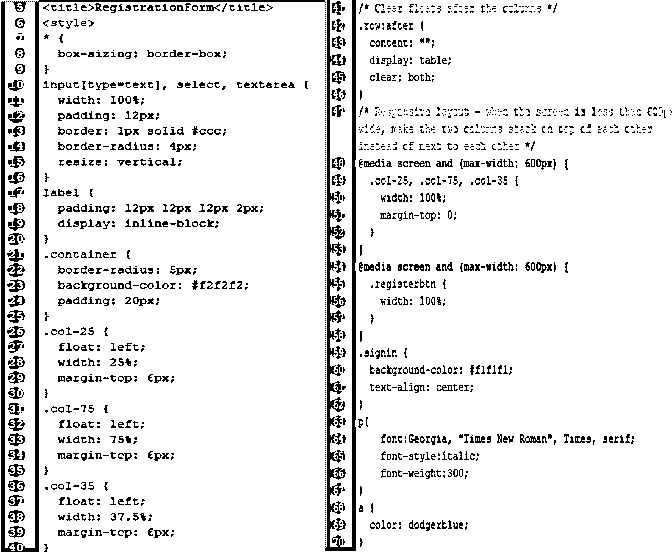 5 <title>RegistrationForm</title>
6 <style>
7 * {
8 box-sizing: border-box;
9 }
10 input[type=text], select, textarea {
11 width: 100%;
12 padding: 12px;
13 border: 1px solid #ccc;
14 border-radius: 4px;
15 resize: vertical;
16 }
17 label {
18 padding: 12px 12px 12px 2px;
19 display: inline-block;
20 }
21 .container {
22 border-radius: 5px;
23 background-color: #f2f2f2;
24 padding: 20px;
25 }
26 .col-25 {
27 float: left;
28 width: 25%;
29 margin-top: 6px;
30 }
31 .col-75 {
32 float: left;
33 width: 75%;
34 margin-top: 6px;
35 }
36 .col-35 {
37 float: left;
38 width: 37.5%;
39 margin-top: 6px;
40 }
41 /* Clear floats after the columns */
42 .row:after {
43 content: "";
44 display: table;
45 clear: both;
46 }
47 /* Responsive layout - when the screen is less than 600px
wide, make the two columns stack on top of each other
instead of next to each other */
48 @media screen and (max-width: 600px) {
49 .col-25, .col-75, .col-35 {
50 width: 100%;
51 margin-top: 0;
52 }
53 }
54 @media screen and (max-width: 600px) {
55 .registerbtn {
56 width: 100%;
57 }
58 }
59 .signin {
60 background-color: #f1f1f1;
61 text-align: center;
62 }
63 p{
64 font:Georgia, "Times New Roman", Times, serif;
65 font-style:italic;
66 font-weight:300;
67 }
68 a {
69 color: dodgerblue;
70 }